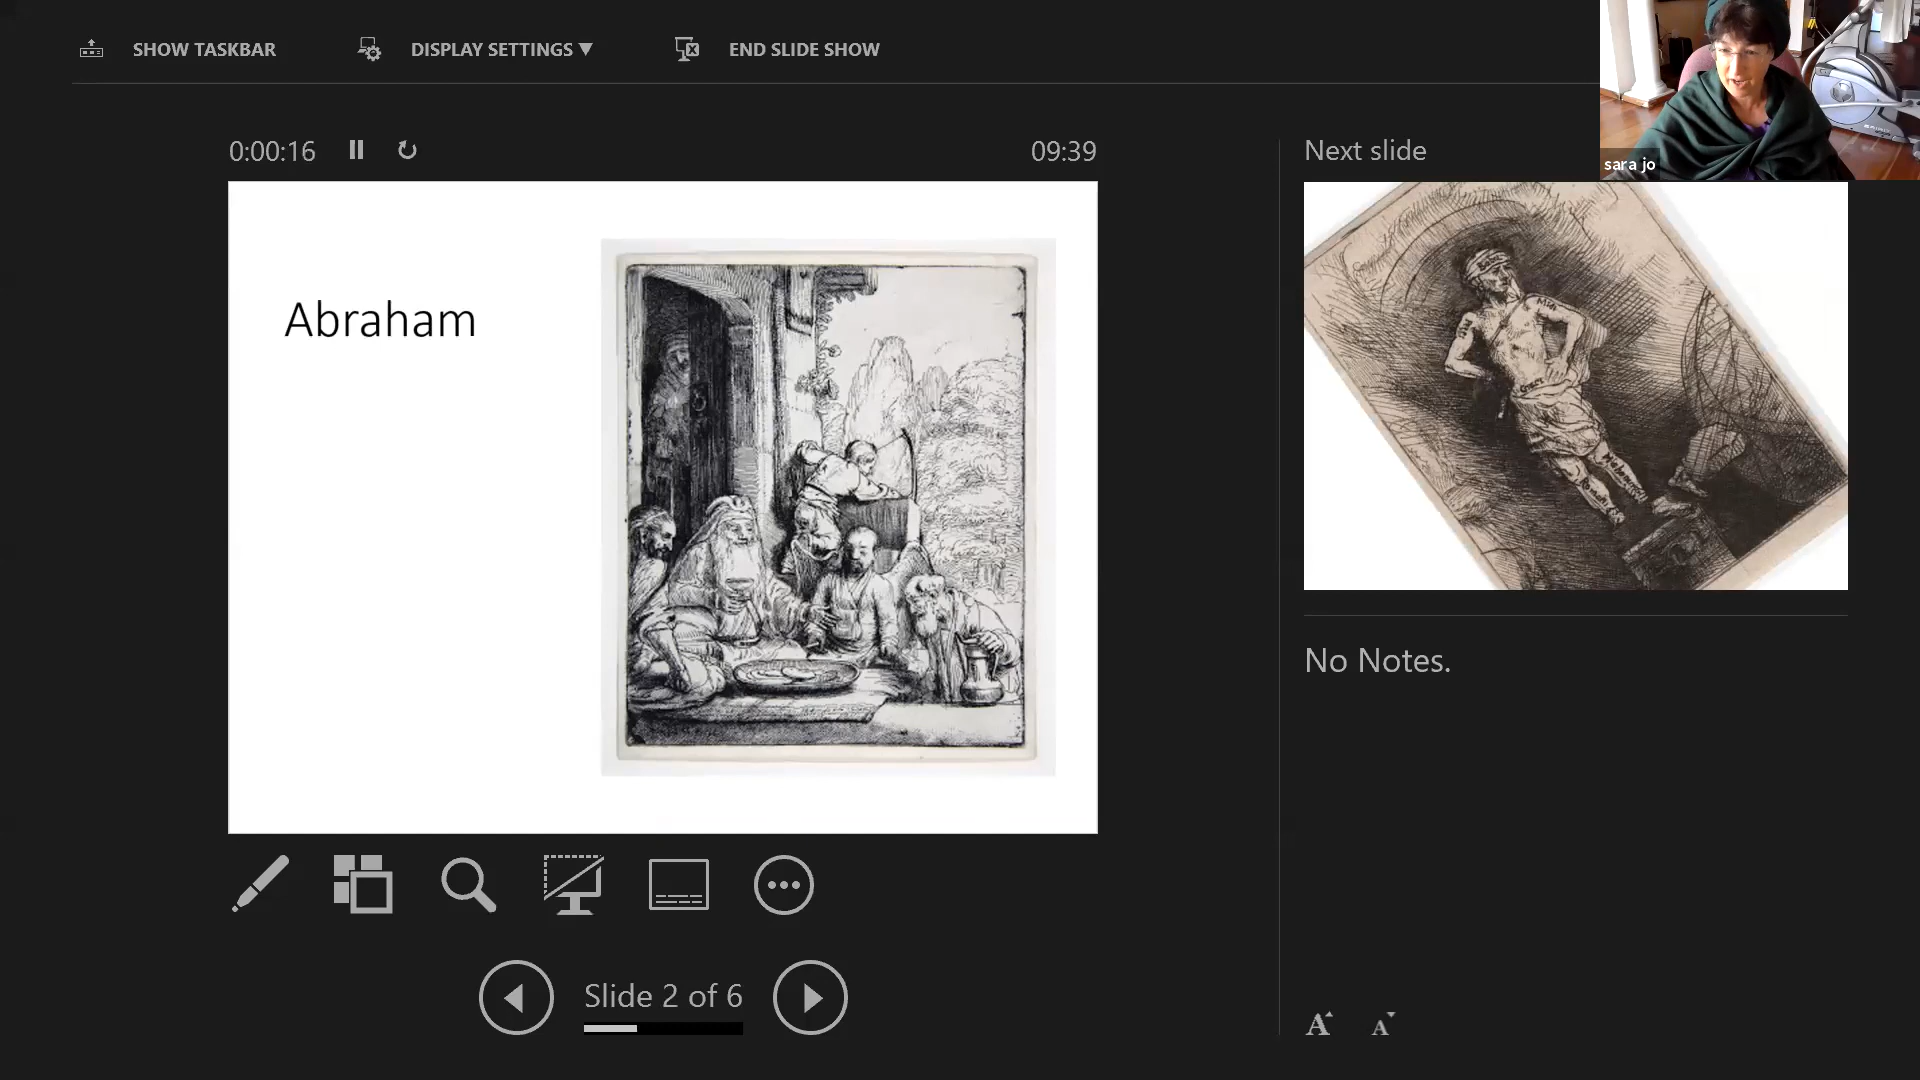 SHOW TASKBAR
DISPLAY SETTINGS ▼
END SLIDE SHOW
sara jo
0:00:16
09:39
Next slide
Abraham
No Notes.
Slide 2 of 6
A A